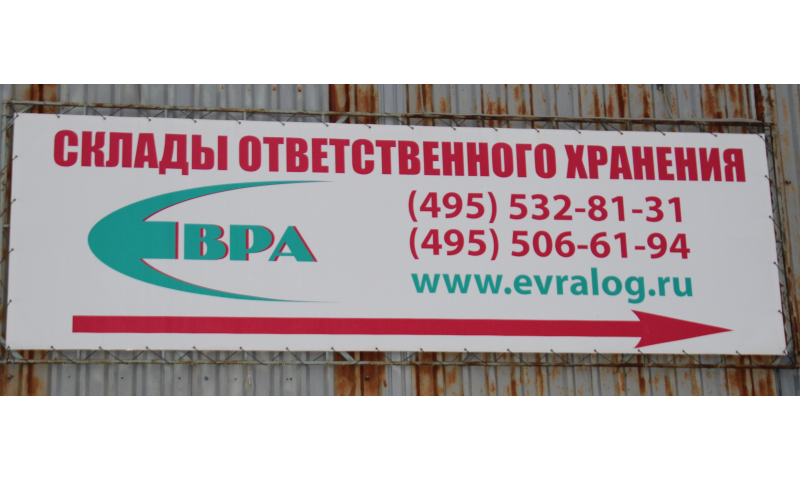 СКЛАДЫ ОТВЕТСТВЕННОГО ХРАНЕНИЯ
ЕВРА
(495) 532-81-31
(495) 506-61-94
www.evralog.ru